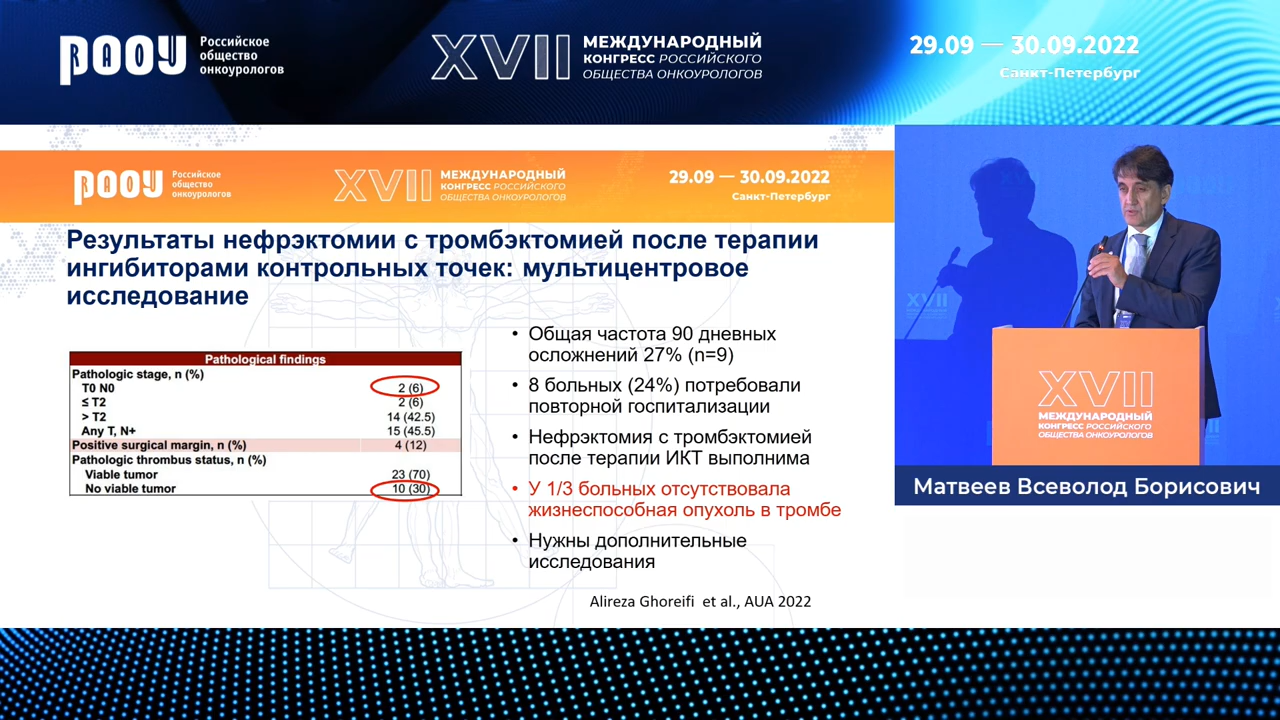 РООУ
Российское
общество
онкоурологов
XVII
МЕЖДУНАРОДНЫЙ
КОНГРЕСС РОССИЙСКОГО
ОБЩЕСТВА ОНКОУРОЛОГОВ
29.09 — 30.09.2022
Санкт-Петербург
РООУ
Российское
общество
онкоурологов
XVII
МЕЖДУНАРОДНЫЙ
КОНГРЕСС РОССИЙСКОГО
ОБЩЕСТВА ОНКОУРОЛОГОВ
29.09 — 30.09.2022
Санкт-Петербург
Результаты нефрэктомии с тромбэктомией после терапии
ингибиторами контрольных точек: мультицентровое
исследование
Pathological findings
Pathologic stage, n (%)
T0 N0 2 (6)
≤ T2 2 (6)
> T2 14 (42.5)
Any T, N+ 15 (45.5)
Positive surgical margin, n (%) 4 (12)
Pathologic thrombus status, n (%)
Viable tumor 23 (70)
No viable tumor 10 (30)
• Общая частота 90 дневных
осложнений 27% (n=9)
• 8 больных (24%) потребовали
повторной госпитализации
• Нефрэктомия с тромбэктомией
после терапии ИКТ выполнима
• У 1/3 больных отсутствовала
жизнеспособная опухоль в тромбе
• Нужны дополнительные
исследования
Alireza Ghoreifi et al., AUA 2022
XVII
МЕЖДУНАРОДНЫЙ
КОНГРЕСС РОССИЙСКОГО
ОБЩЕСТВА ОНКОУРОЛОГОВ
Матвеев Всеволод Борисович